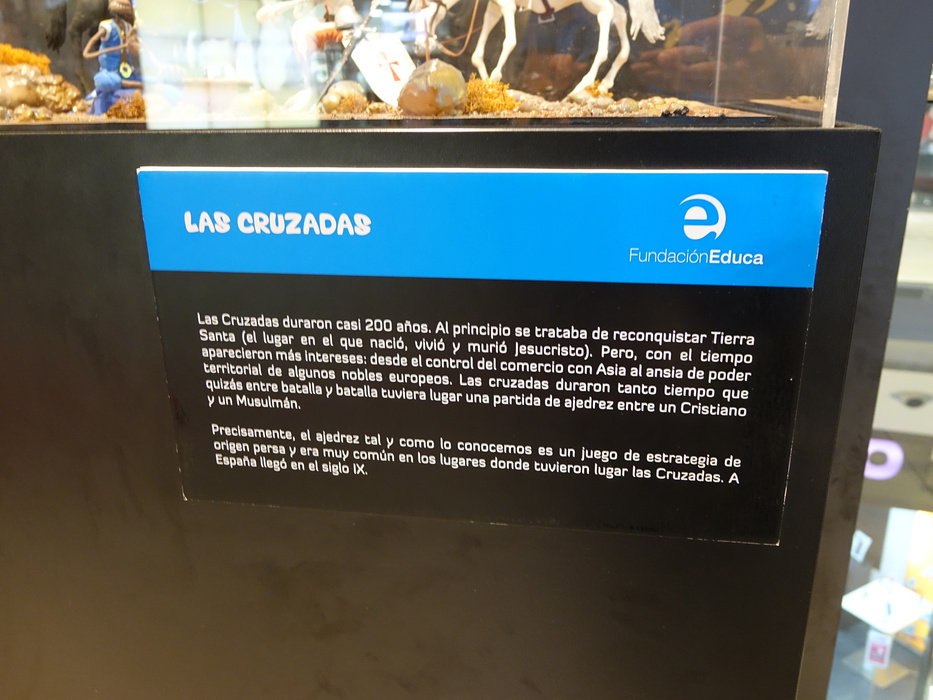 LAS CRUZADAS
FundaciónEduca
Las Cruzadas duraron casi 200 años. Al principio se trataba de reconquistar Tierra
Santa (el lugar en el que nació, vivió y murió Jesucristo). Pero, con el tiempo
aparecieron más intereses: desde el control del comercio con Asia al ansia de poder
territorial de algunos nobles europeos. Las cruzadas duraron tanto tiempo que
quizás entre batalla y batalla tuviera lugar una partida de ajedrez entre un Cristiano
y un Musulmán.
Precisamente, el ajedrez tal y como lo conocemos es un juego de estrategia de
origen persa y era muy común en los lugares donde tuvieron lugar las Cruzadas. A
España llegó en el siglo IX.